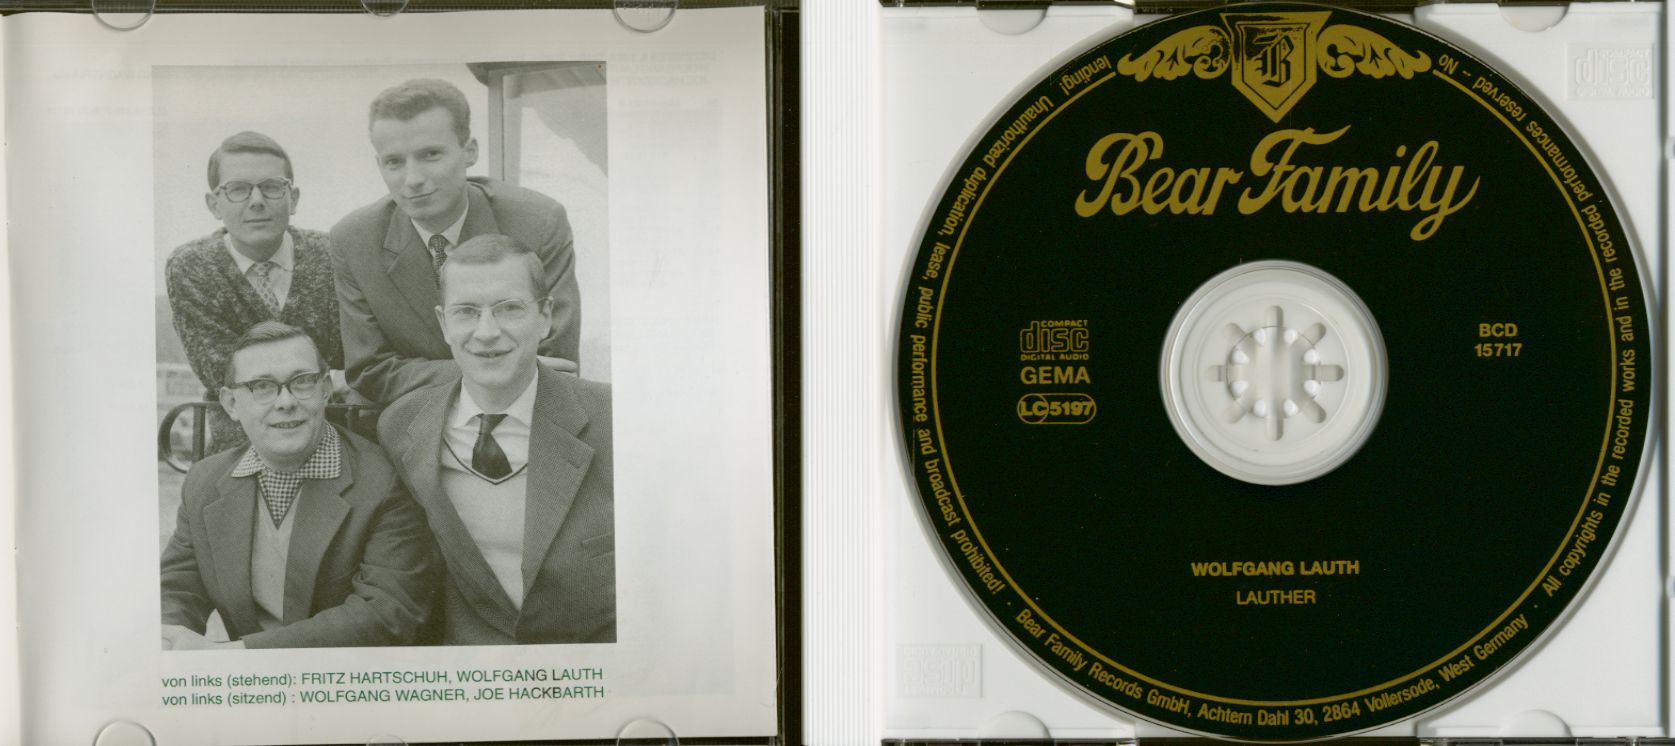 von links (stehend): FRITZ HARTSCHUH, WOLFGANG LAUTH
von links (sitzend) : WOLFGANG WAGNER, JOE HACKBARTH
B
Bear Family
COMPACT
disc
DIGITAL AUDIO
GEMA
LC 5197
BCD
15717
WOLFGANG LAUTH
LAUTHER
All copyrights in the recorded works and in the recorded performances reserved -- No lending! Unauthorized duplication, lease, public performance and broadcast prohibited! · Bear Family Records GmbH, Achtern Dahl 30, 2864 Vollersode, West Germany ·
disc
disc